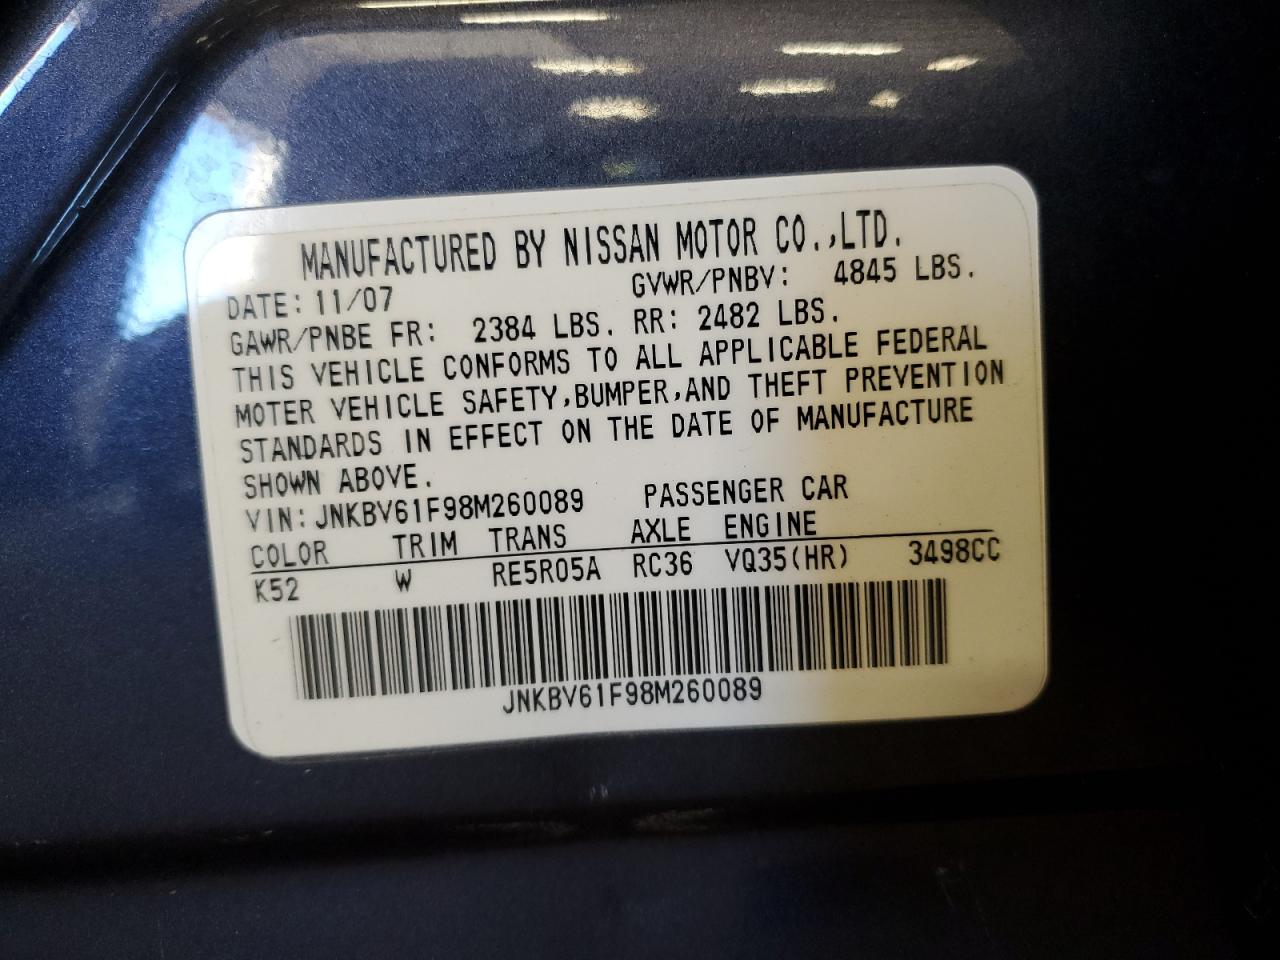 MANUFACTURED BY NISSAN MOTOR CO.,LTD.
DATE: 11/07 GVWR/PNBV: 4845 LBS.
GAWR/PNBE FR: 2384 LBS. RR: 2482 LBS.
THIS VEHICLE CONFORMS TO ALL APPLICABLE FEDERAL
MOTER VEHICLE SAFETY,BUMPER,AND THEFT PREVENTION
STANDARDS IN EFFECT ON THE DATE OF MANUFACTURE
SHOWN ABOVE.
VIN: JNKBV61F98M260089 PASSENGER CAR
COLOR TRIM TRANS AXLE ENGINE
K52 W RE5R05A RC36 VQ35(HR) 3498CC
JNKBV61F98M260089